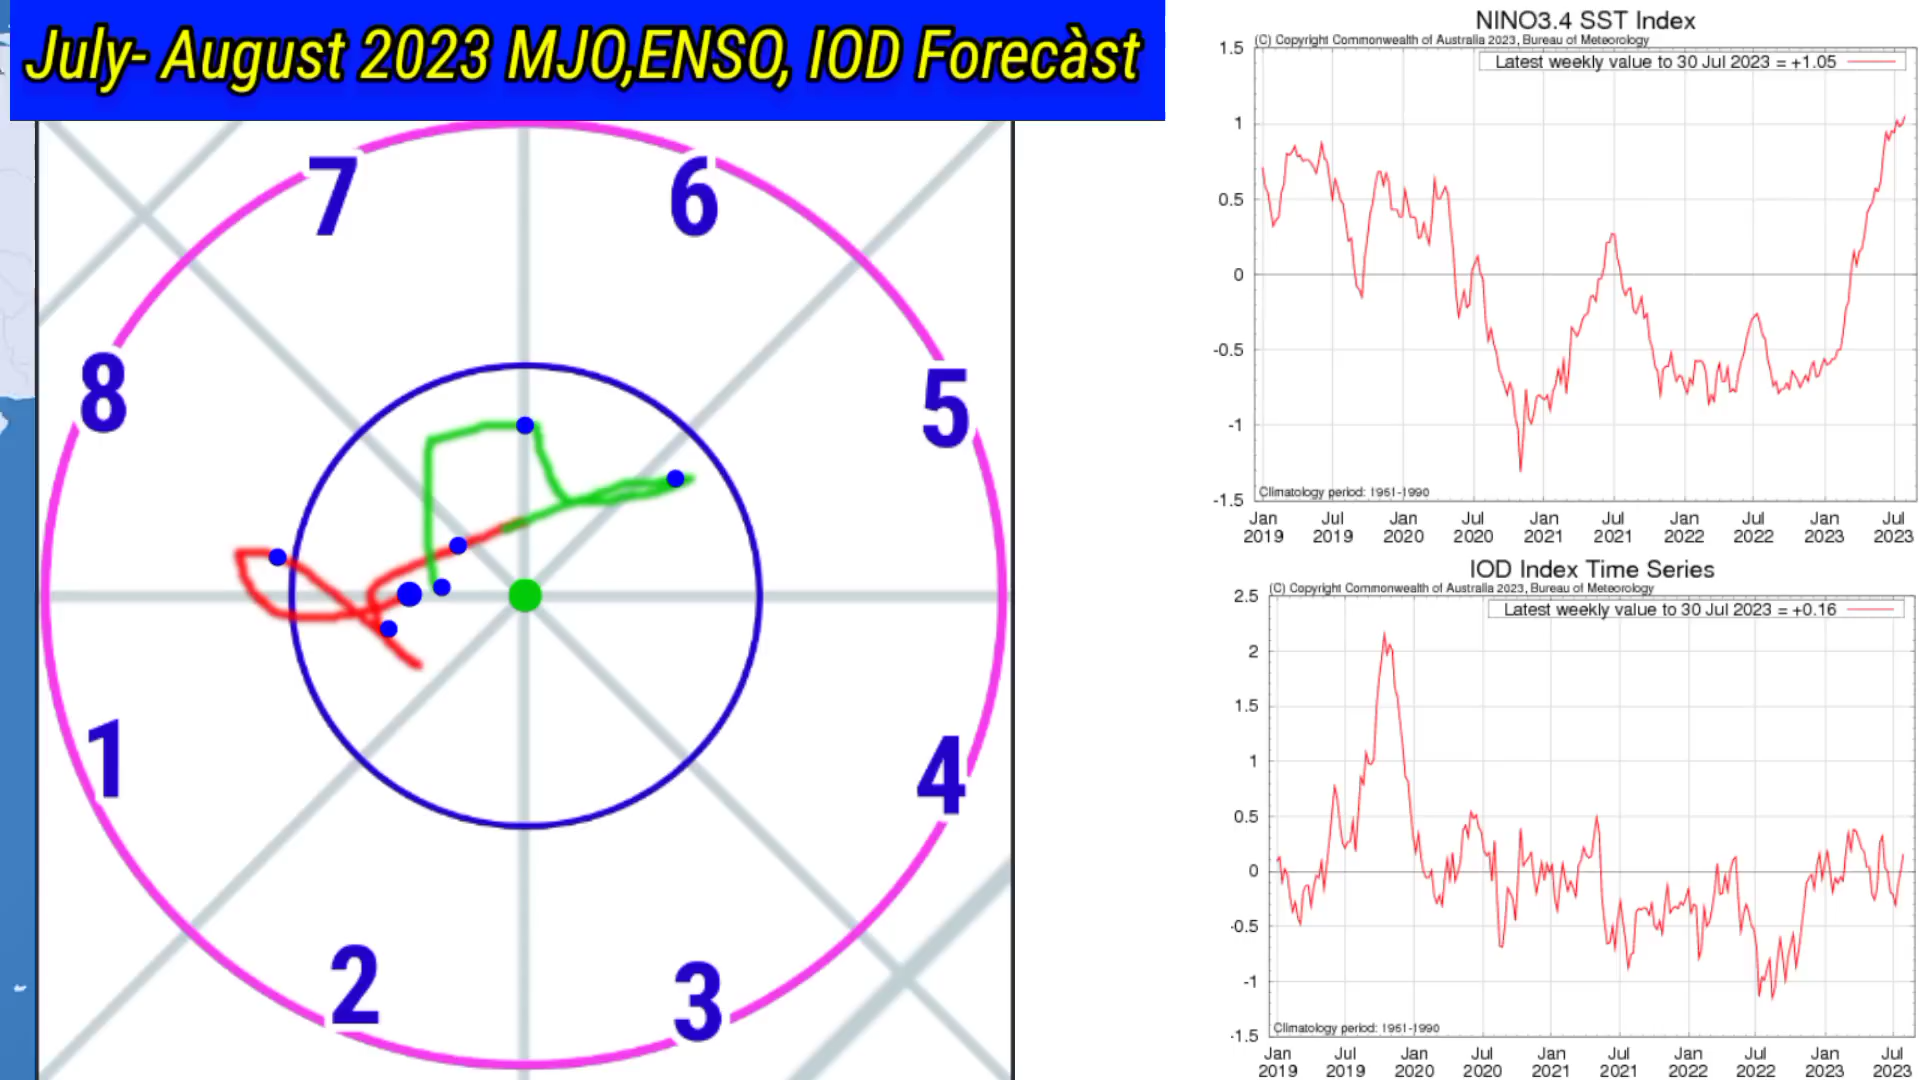 July- August 2023 MJO,ENSO, IOD Forecàst
7
6
8
5
1
4
2
3
NINO3.4 SST Index
(C) Copyright Commonwealth of Australia 2023, Bureau of Meteorology
Latest weekly value to 30 Jul 2023 = +1.05
1.5
1
0.5
0
-0.5
-1
-1.5
Climatology period: 1961-1990
Jan Jul Jan Jul Jan Jul Jan Jul Jan Jul
2019 2019 2020 2020 2021 2021 2022 2022 2023 2023
IOD Index Time Series
(C) Copyright Commonwealth of Australia 2023, Bureau of Meteorology
Latest weekly value to 30 Jul 2023 = +0.16
2.5
2
1.5
1
0.5
0
-0.5
-1
-1.5
Climatology period: 1961-1990
Jan Jul Jan Jul Jan Jul Jan Jul Jan Jul
2019 2019 2020 2020 2021 2021 2022 2022 2023 2023